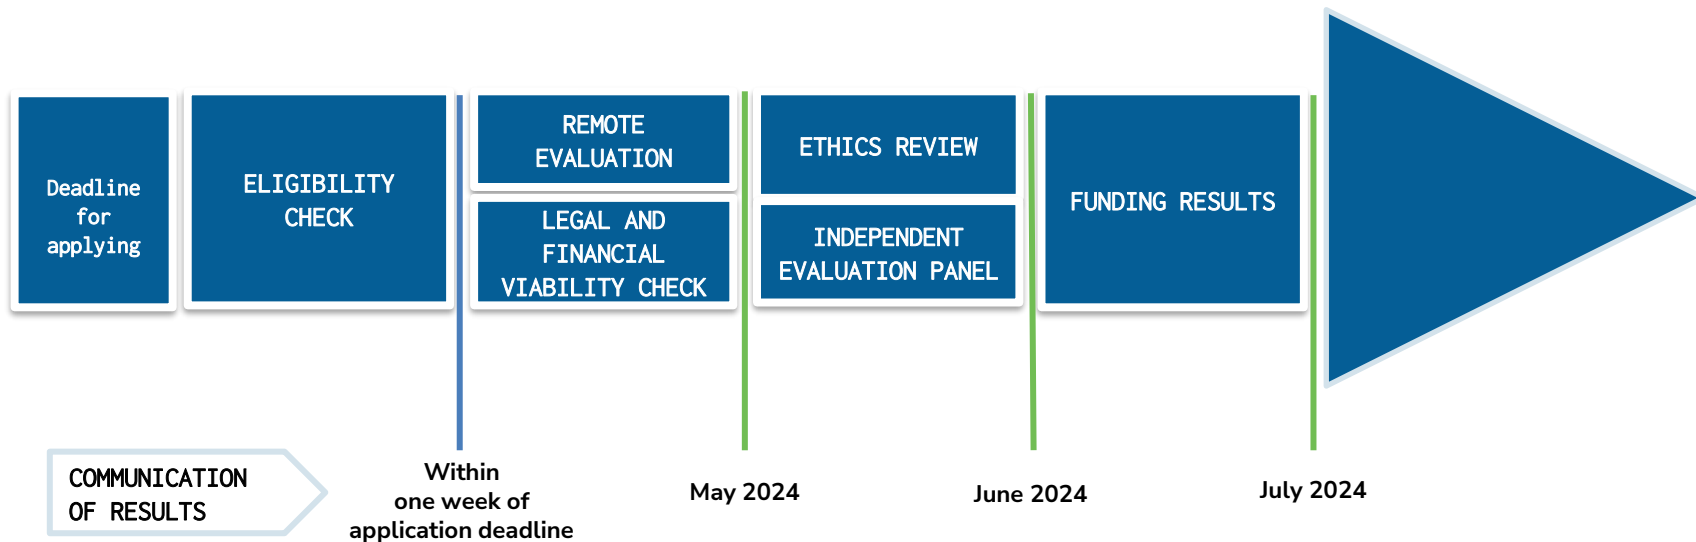 Deadline
for
applying
ELIGIBILITY
CHECK
REMOTE
EVALUATION
LEGAL AND
FINANCIAL
VIABILITY CHECK
ETHICS REVIEW
INDEPENDENT
EVALUATION PANEL
FUNDING RESULTS
COMMUNICATION
OF RESULTS
Within
one week of
application deadline
May 2024
June 2024
July 2024